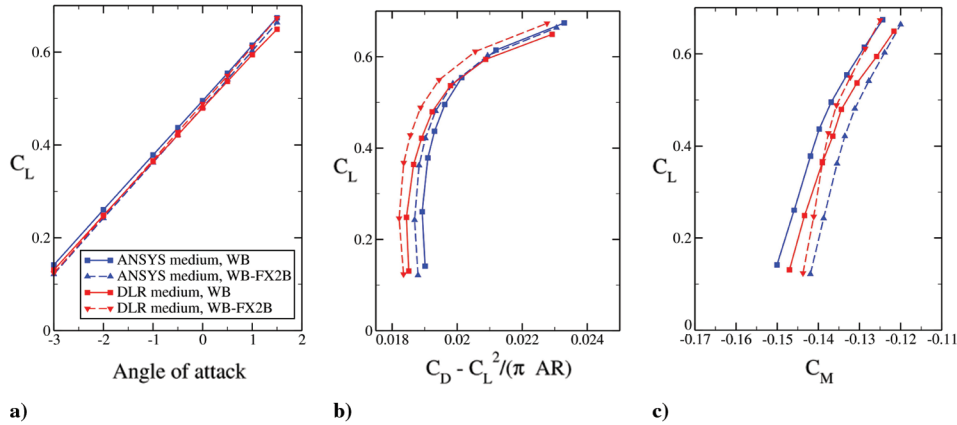 C_L
0.6
0.4
0.2
0
-3
-2
-1
0
1
2
ANSYS medium, WB
ANSYS medium, WB-FX2B
DLR medium, WB
DLR medium, WB-FX2B
Angle of attack
a)
C_L
0.6
0.4
0.2
0
0.018
0.02
0.022
0.024
C_D - C_L^2/(π AR)
b)
C_L
0.6
0.4
0.2
0
-0.17
-0.16
-0.15
-0.14
-0.13
-0.12
-0.11
C_M
c)